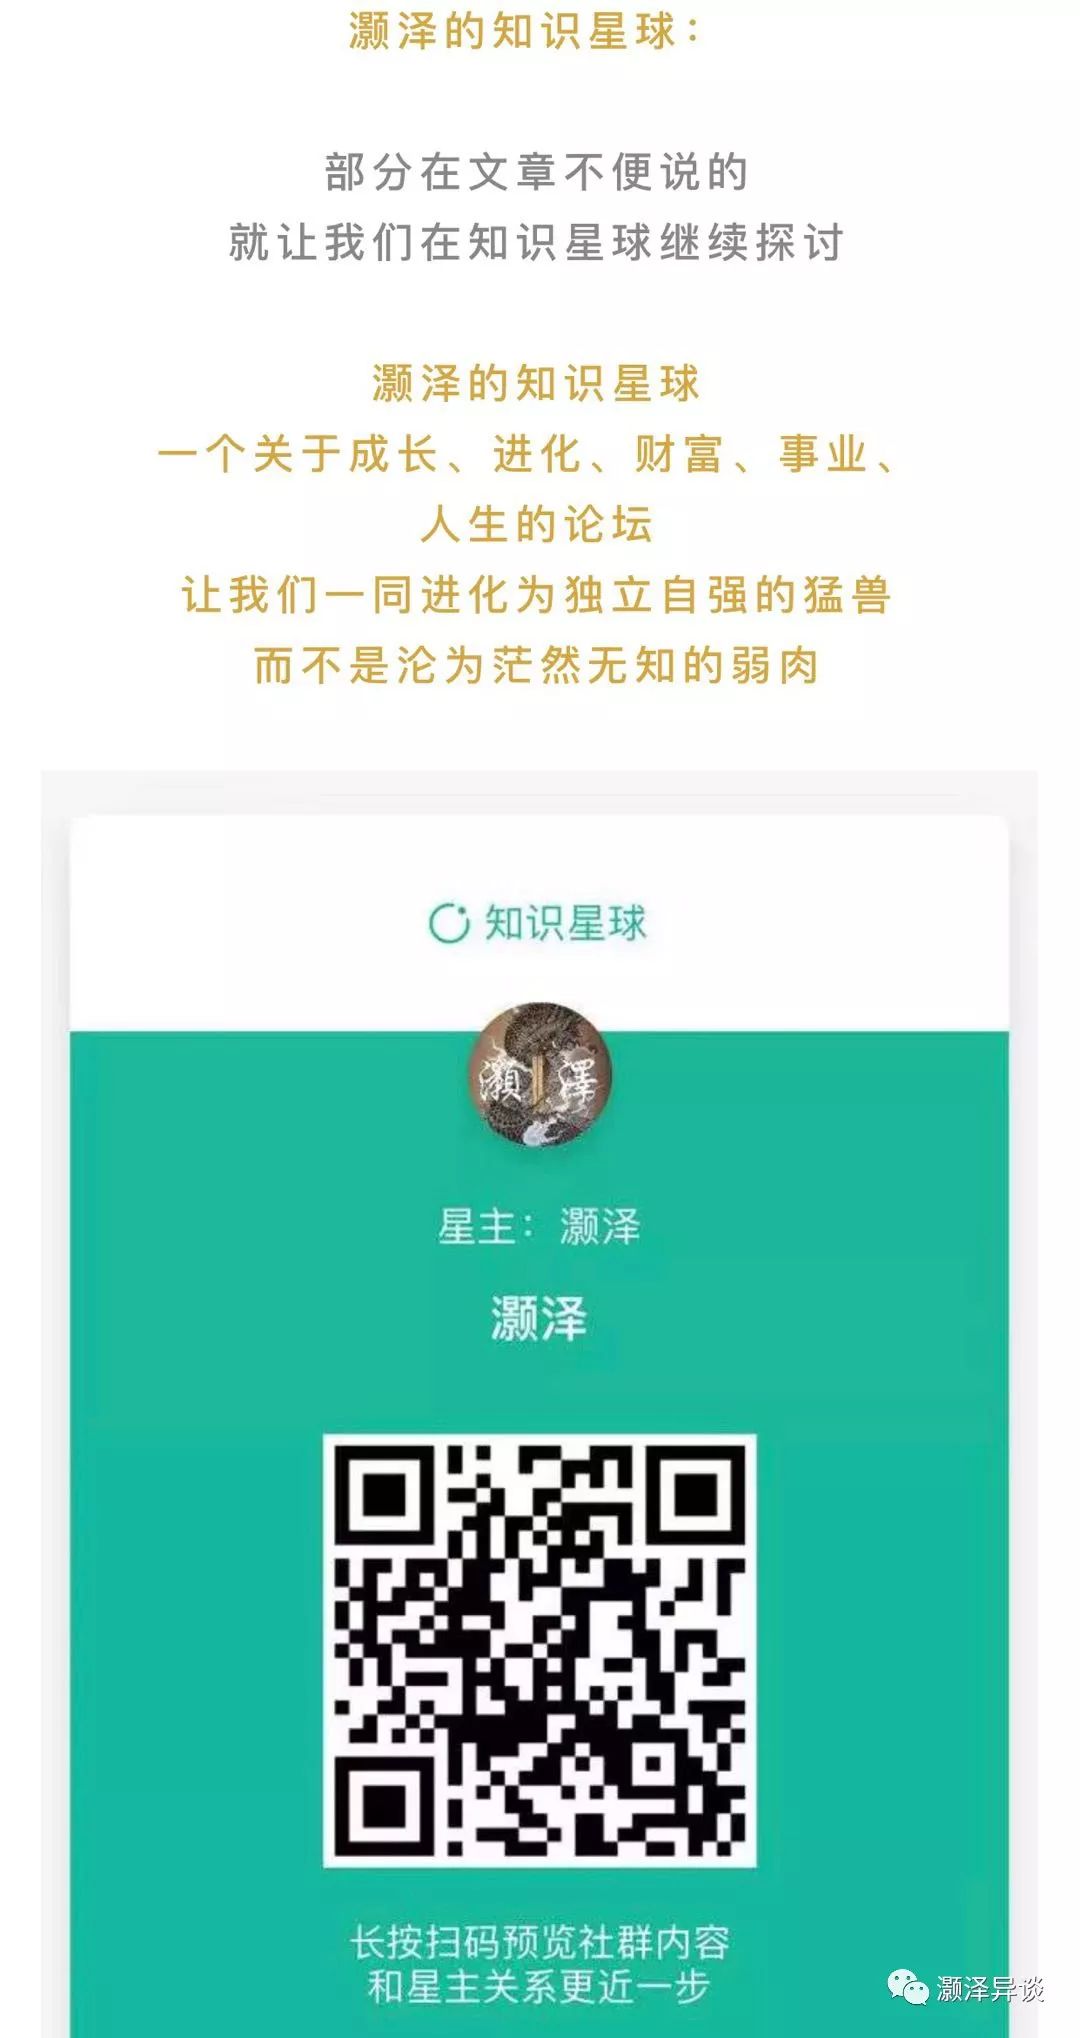 灏泽的知识星球：
部分在文章不便说的
就让我们在知识星球继续探讨
灏泽的知识星球
一个关于成长、进化、财富、事业、
人生的论坛
让我们一同进化为独立自强的猛兽
而不是沦为茫然无知的弱肉
知识星球
灏澤
星主：灏泽
灏泽
长按扫码预览社群内容
和星主关系更近一步
灏泽异谈